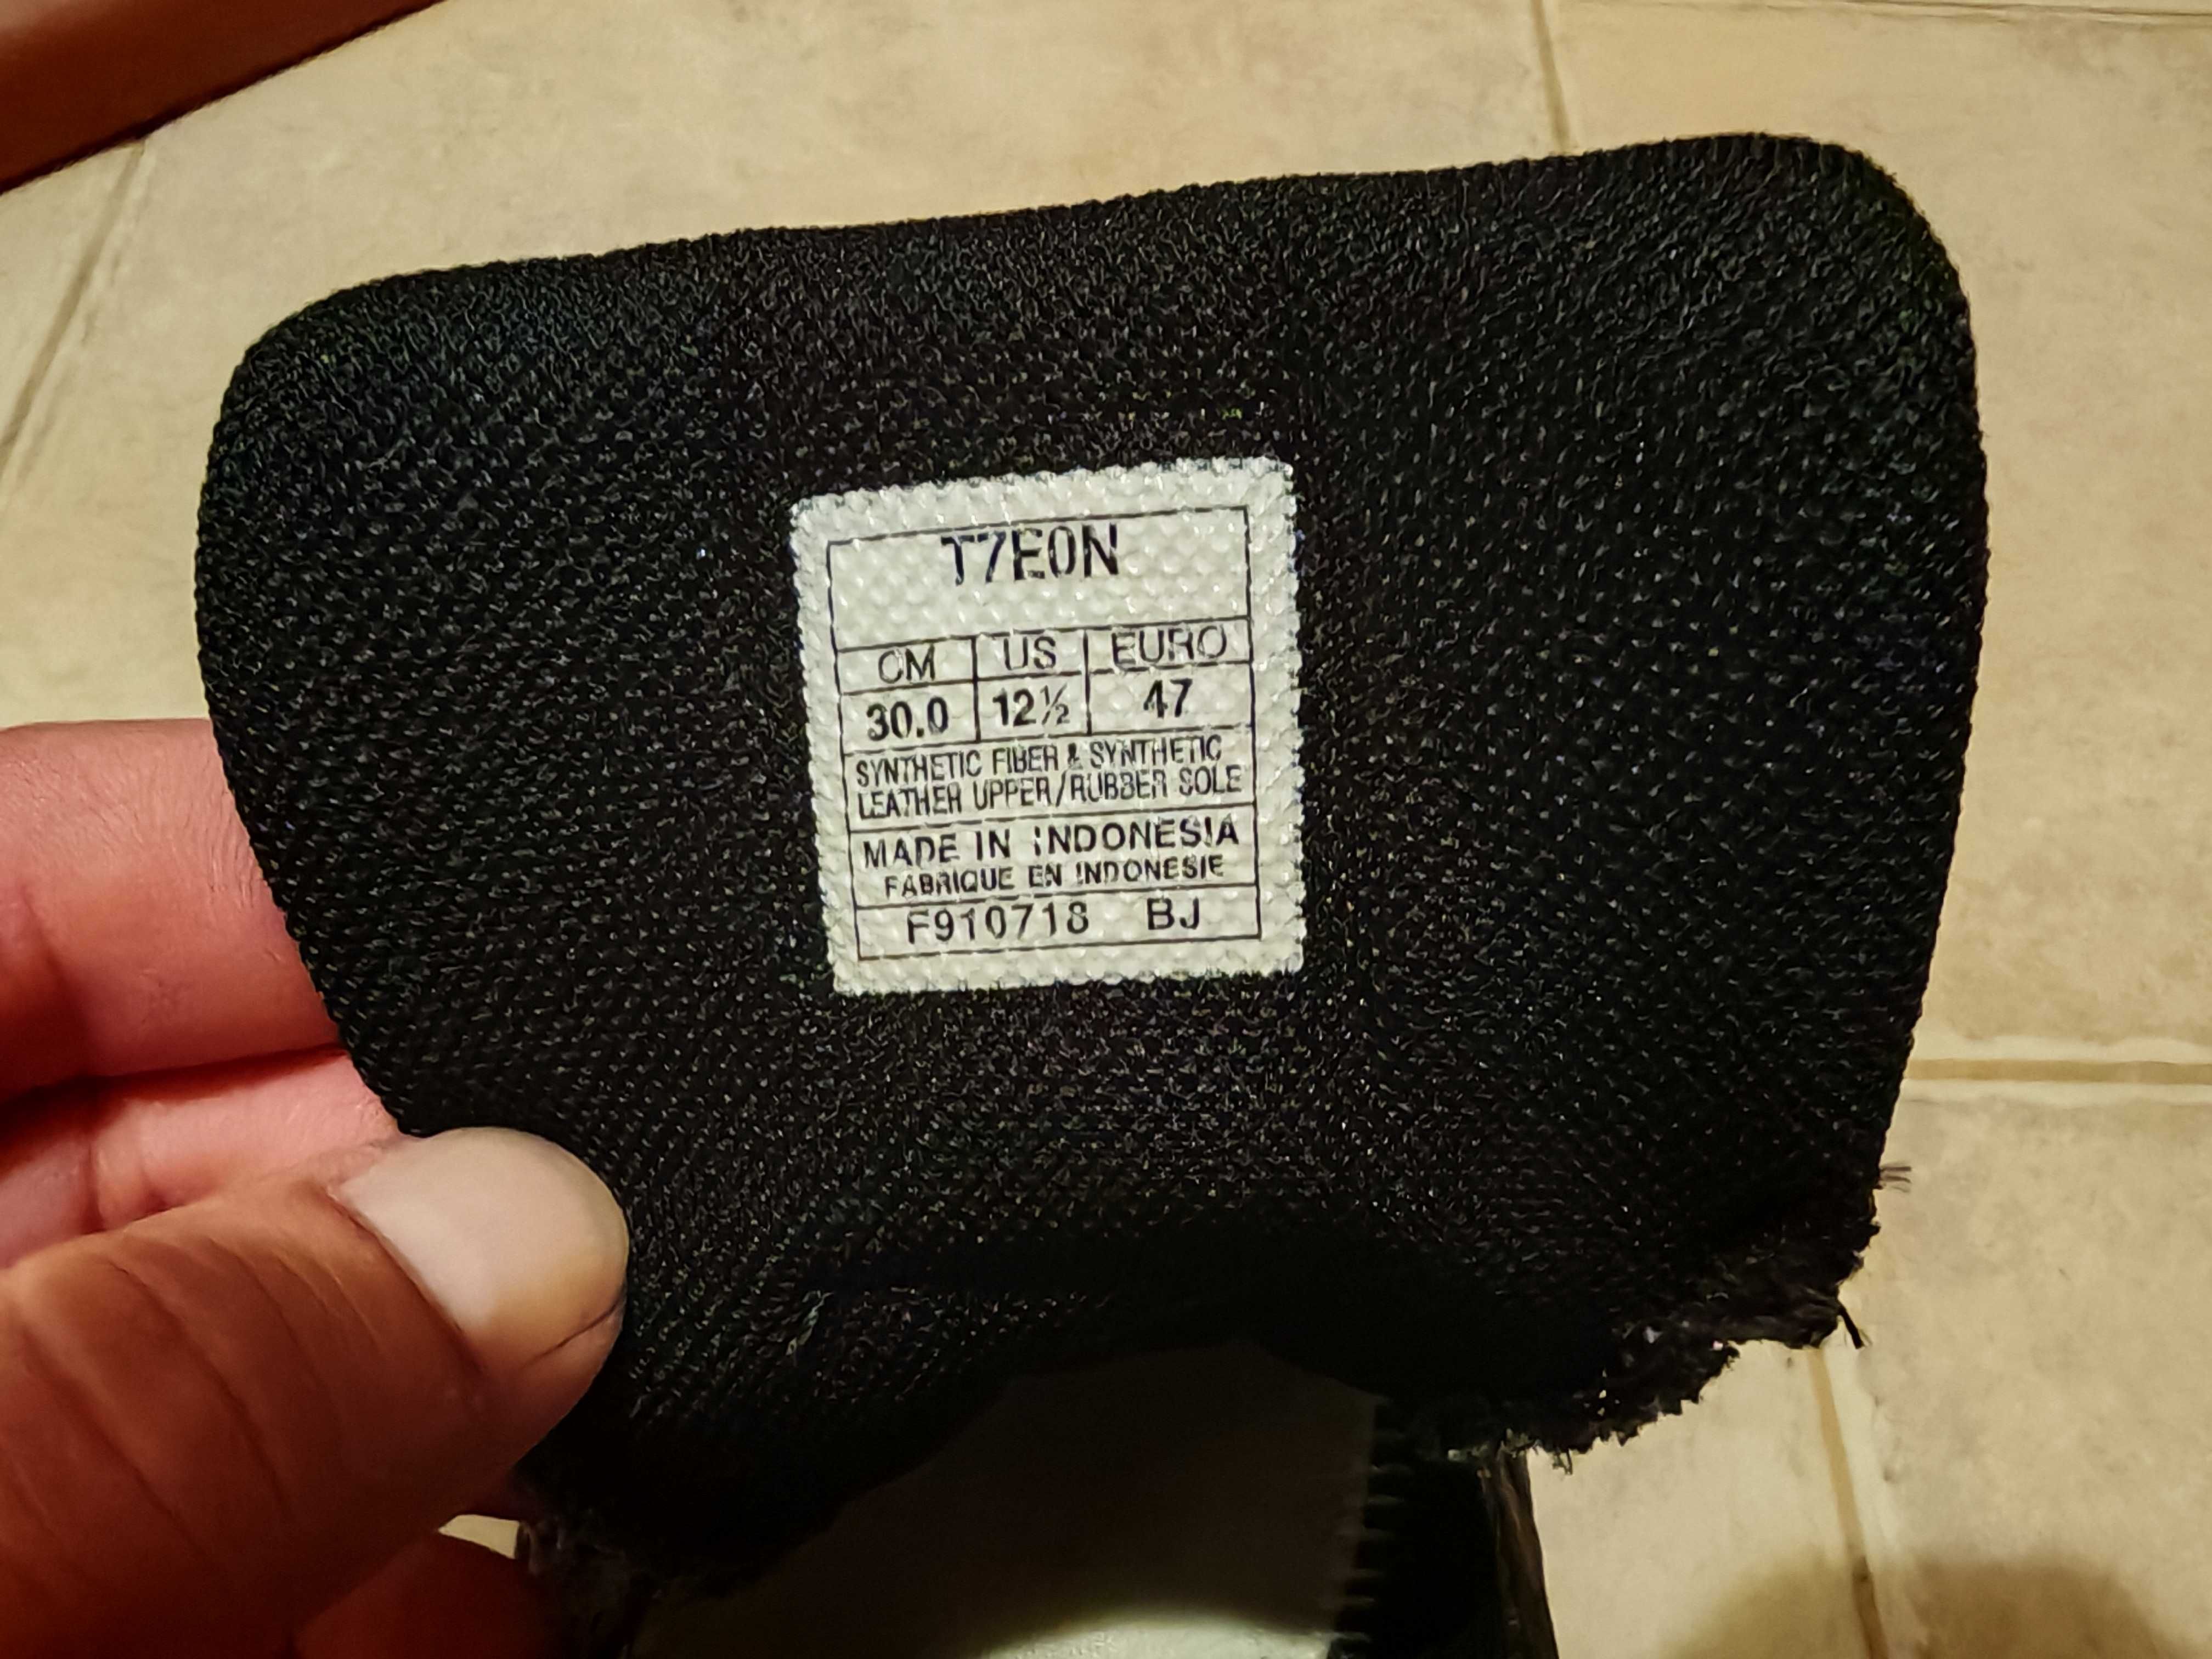 T7E0N
CM US EURO
30.0 12½ 47
SYNTHETIC FIBER & SYNTHETIC
LEATHER UPPER/RUBBER SOLE
MADE IN INDONESIA
FABRIQUE EN INDONESIE
F910718 BJ